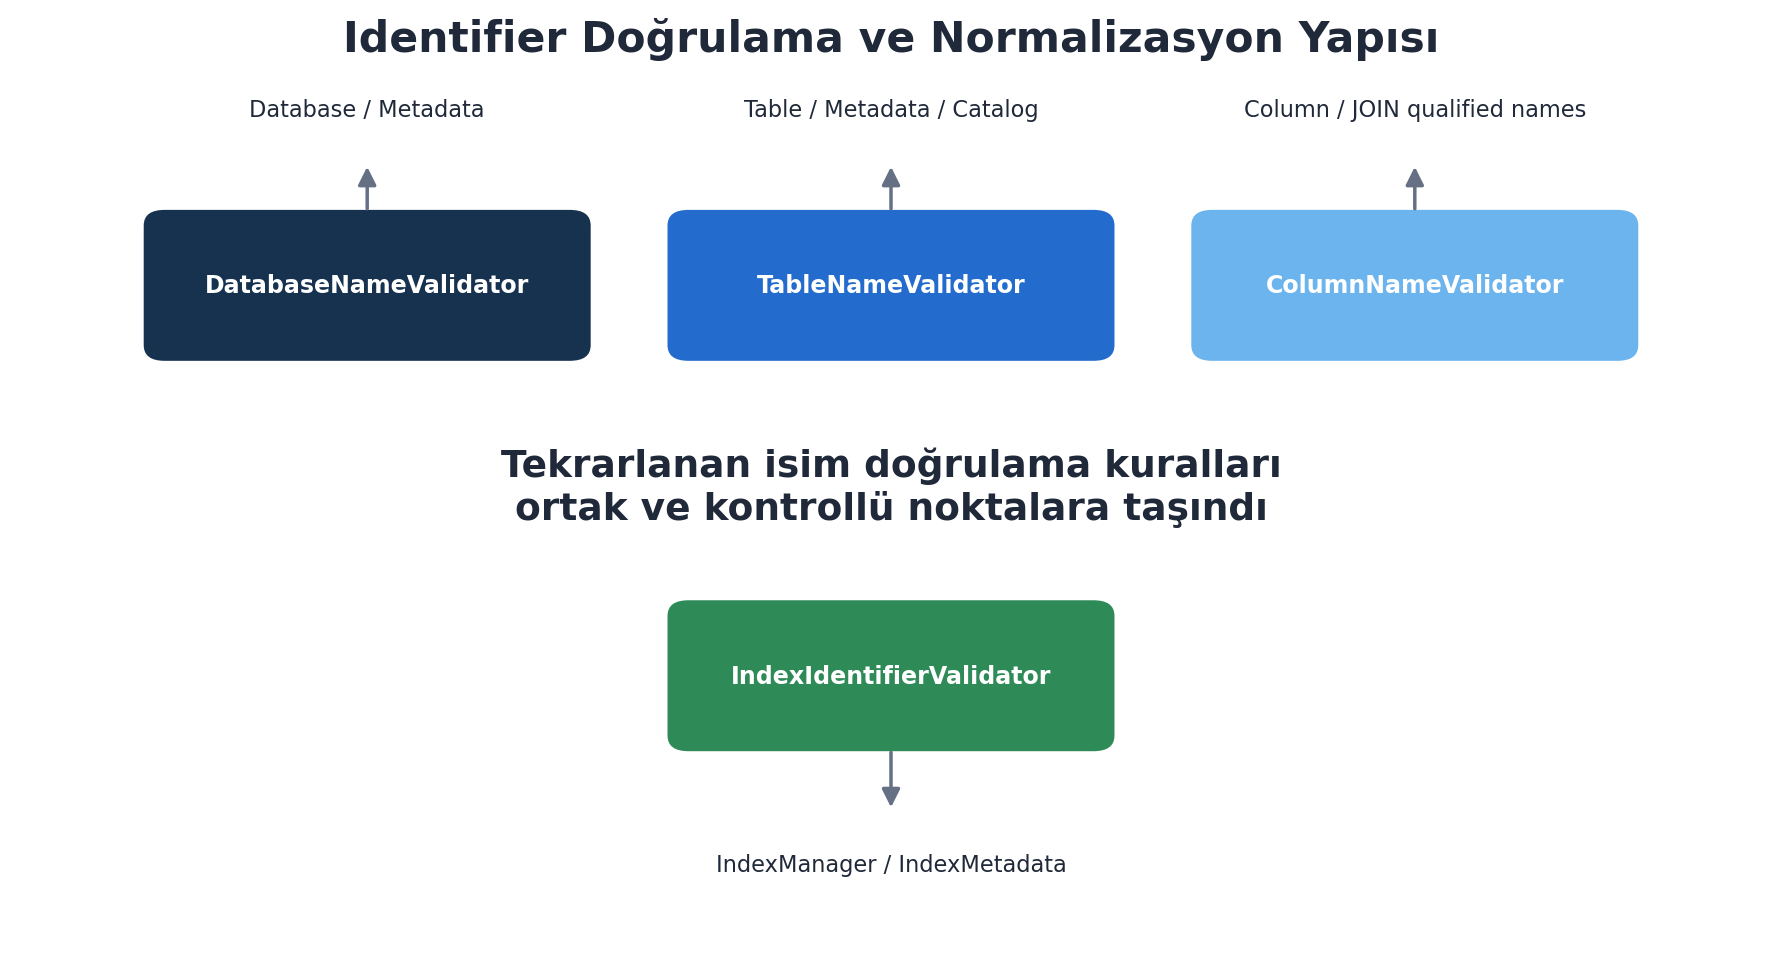 Identifier Doğrulama ve Normalizasyon Yapısı
Database / Metadata
Table / Metadata / Catalog
Column / JOIN qualified names
DatabaseNameValidator
TableNameValidator
ColumnNameValidator
Tekrarlanan isim doğrulama kuralları
ortak ve kontrollü noktalara taşındı
IndexIdentifierValidator
IndexManager / IndexMetadata